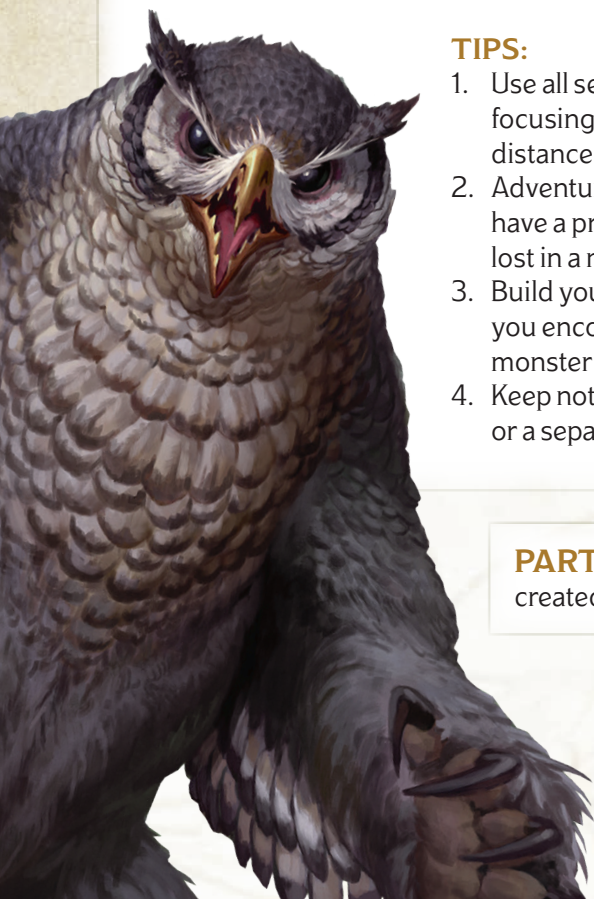 TIPS:
1. Use all se
focusing
distance
2. Adventu
have a pr
lost in a r
3. Build you
you enco
monster
4. Keep not
or a sepa
PART
created